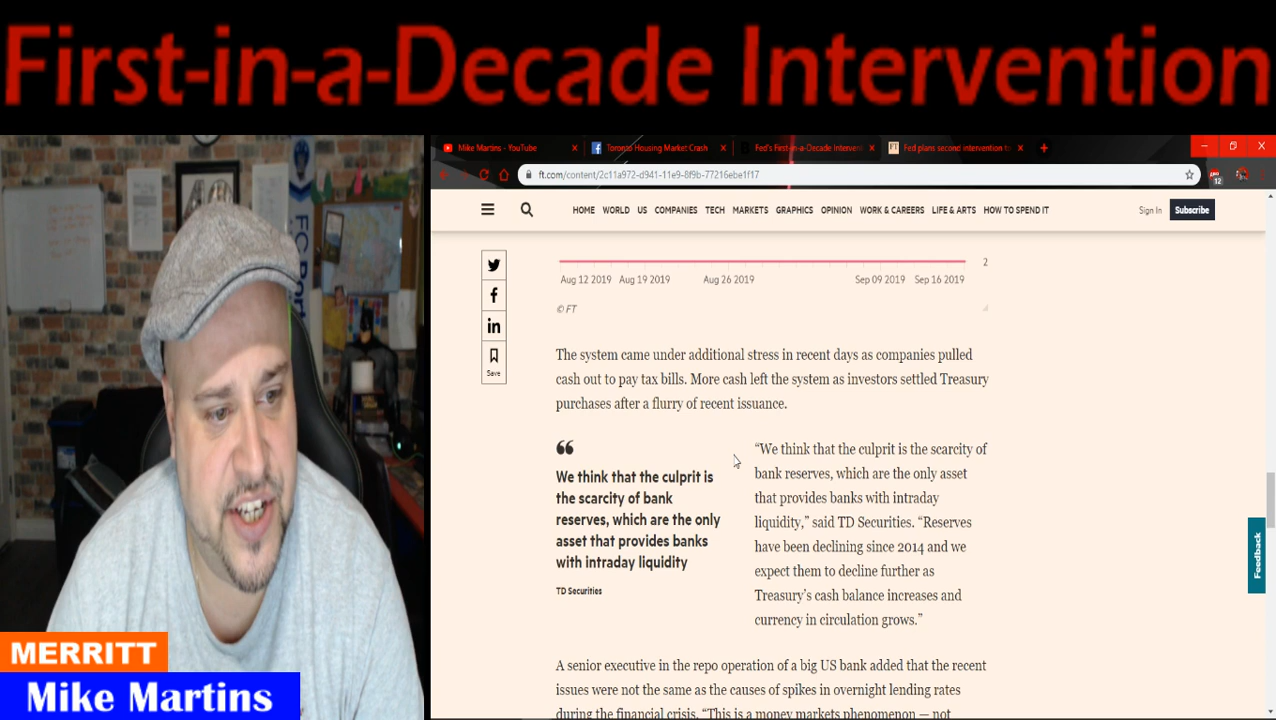 First-in-a-Decade Intervention
Mike Martins - YouTube
Toronto Housing Market Crash
Fed's First-in-a-Decade Interventi
Fed plans second intervention to
ft.com/content/2c11a972-d941-11e9-8f9b-77216ebe1f17
12
HOME WORLD US COMPANIES TECH MARKETS GRAPHICS OPINION WORK & CAREERS LIFE & ARTS HOW TO SPEND IT
Sign In Subscribe
2
Aug 12 2019 Aug 19 2019 Aug 26 2019 Sep 09 2019 Sep 16 2019
© FT
Save
The system came under additional stress in recent days as companies pulled
cash out to pay tax bills. More cash left the system as investors settled Treasury
purchases after a flurry of recent issuance.
“
We think that the culprit is
the scarcity of bank
reserves, which are the only
asset that provides banks
with intraday liquidity
TD Securities
“We think that the culprit is the scarcity of
bank reserves, which are the only asset
that provides banks with intraday
liquidity,” said TD Securities. “Reserves
have been declining since 2014 and we
expect them to decline further as
Treasury’s cash balance increases and
currency in circulation grows.”
A senior executive in the repo operation of a big US bank added that the recent
issues were not the same as the causes of spikes in overnight lending rates
during the financial crisis. “This is a money markets phenomenon — not
Feedback
MERRITT
Mike Martins